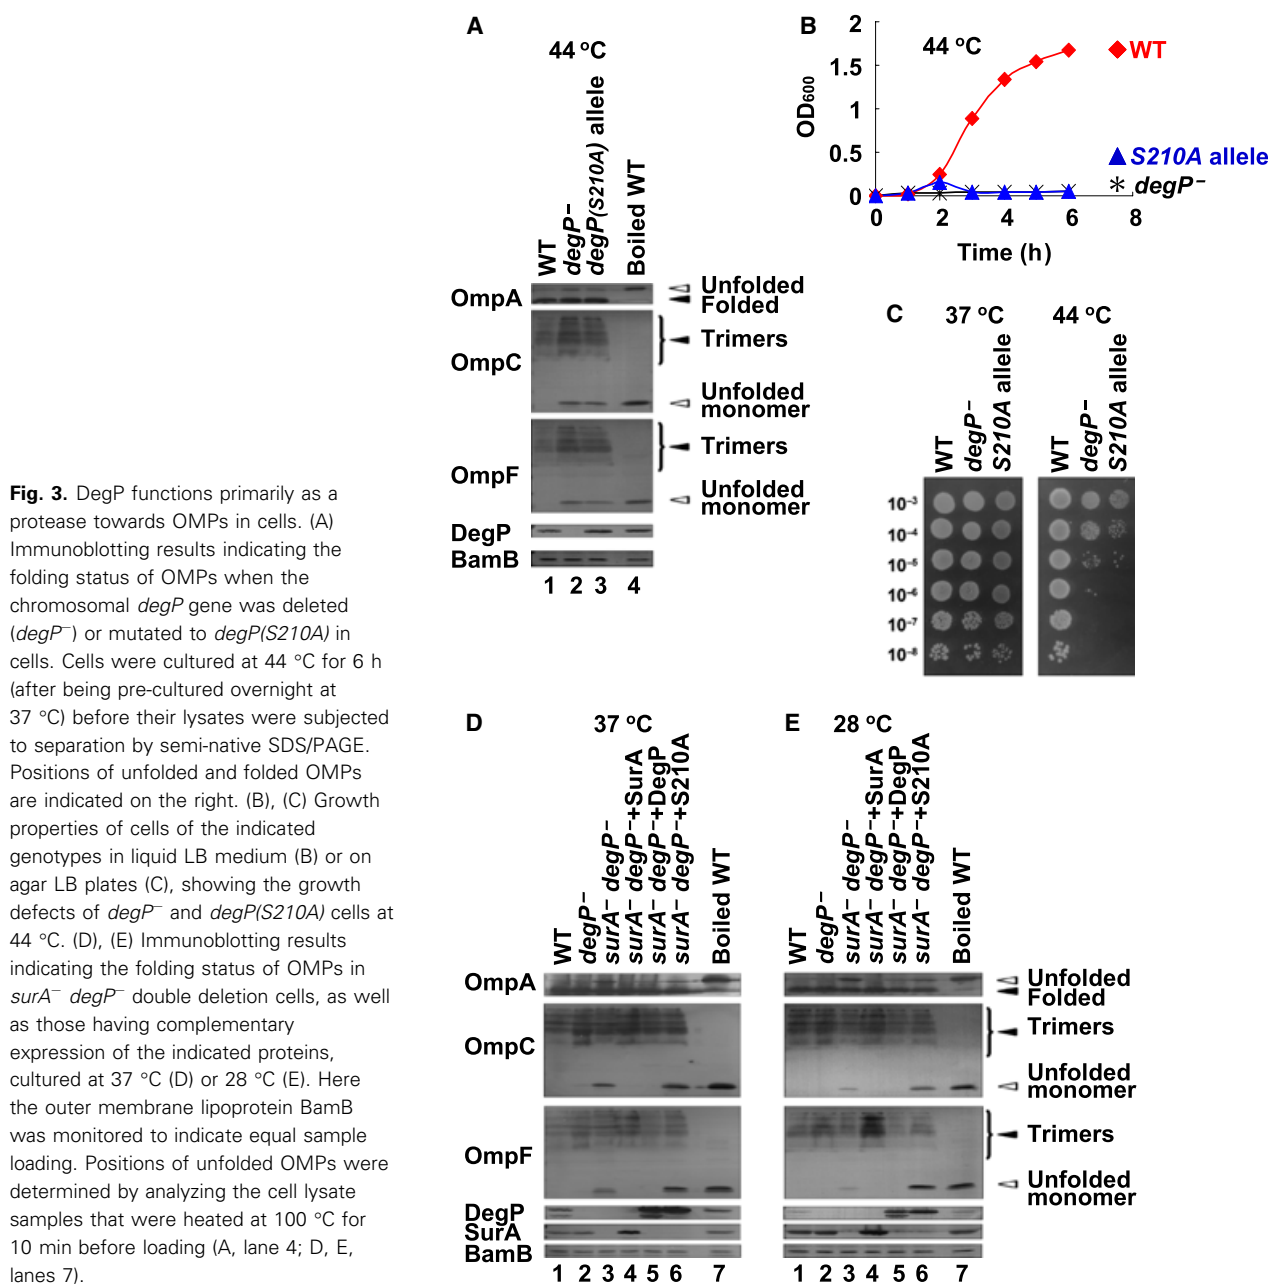 Fig. 3. DegP functions primarily as a
protease towards OMPs in cells. (A)
Immunoblotting results indicating the
folding status of OMPs when the
chromosomal degP gene was deleted
(degP−) or mutated to degP(S210A) in
cells. Cells were cultured at 44 °C for 6 h
(after being pre-cultured overnight at
37 °C) before their lysates were subjected
to separation by semi-native SDS/PAGE.
Positions of unfolded and folded OMPs
are indicated on the right. (B), (C) Growth
properties of cells of the indicated
genotypes in liquid LB medium (B) or on
agar LB plates (C), showing the growth
defects of degP− and degP(S210A) cells at
44 °C. (D), (E) Immunoblotting results
indicating the folding status of OMPs in
surA− degP− double deletion cells, as well
as those having complementary
expression of the indicated proteins,
cultured at 37 °C (D) or 28 °C (E). Here
the outer membrane lipoprotein BamB
was monitored to indicate equal sample
loading. Positions of unfolded OMPs were
determined by analyzing the cell lysate
samples that were heated at 100 °C for
10 min before loading (A, lane 4; D, E,
lanes 7).
A
44 °C
WT
degP−
degP(S210A) allele
Boiled WT
OmpA
Unfolded
Folded
OmpC
Trimers
Unfolded
monomer
OmpF
Trimers
Unfolded
monomer
DegP
BamB
1 2 3 4
B
44 °C
OD600
2
1.5
1
0.5
0
0 2 4 6 8
Time (h)
WT
S210A allele
degP−
C
37 °C 44 °C
WT
degP−
S210A allele
WT
degP−
S210A allele
10−3
10−4
10−5
10−6
10−7
10−8
D
37 °C
WT
degP−
surA− degP−
surA− degP−+SurA
surA− degP−+DegP
surA− degP−+S210A
Boiled WT
OmpA
OmpC
OmpF
DegP
SurA
BamB
1 2 3 4 5 6 7
E
28 °C
WT
degP−
surA− degP−
surA− degP−+SurA
surA− degP−+DegP
surA− degP−+S210A
Boiled WT
Unfolded
Folded
Trimers
Unfolded
monomer
Trimers
Unfolded
monomer
1 2 3 4 5 6 7